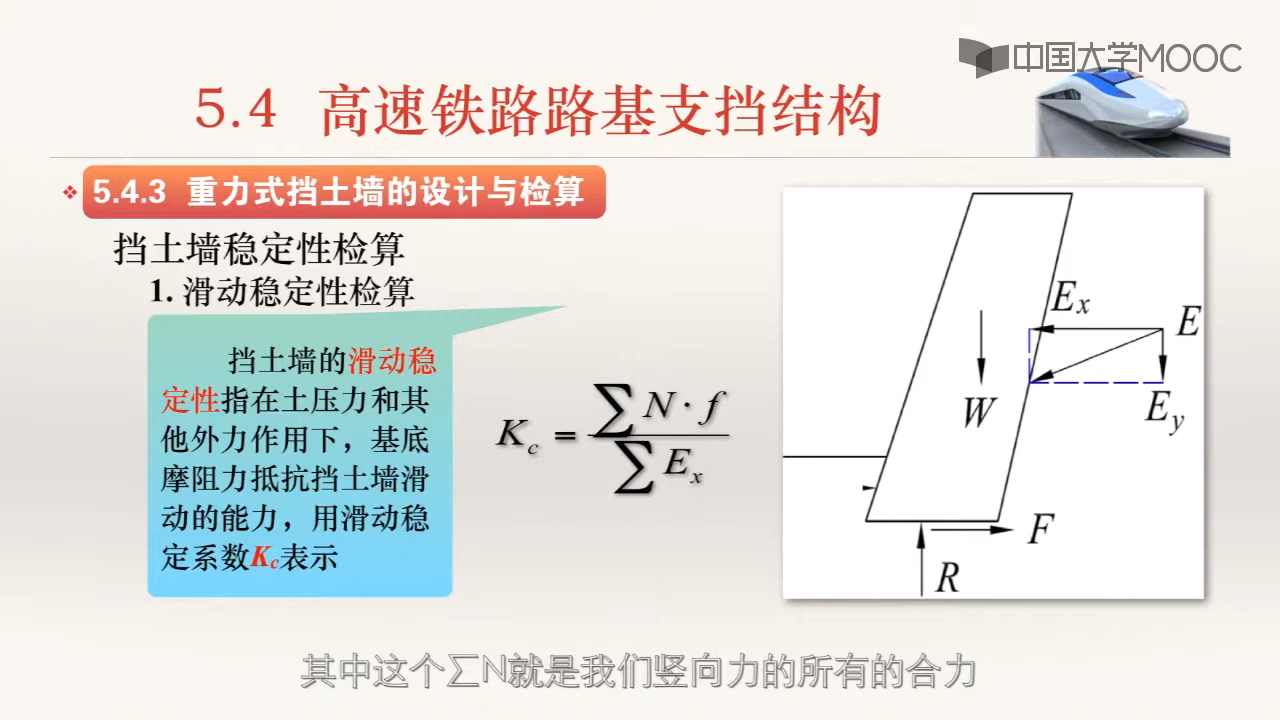 中国大学MOOC
5.4 高速铁路路基支挡结构
5.4.3 重力式挡土墙的设计与检算
挡土墙稳定性检算
1. 滑动稳定性检算
挡土墙的滑动稳
定性指在土压力和其
他外力作用下，基底
摩阻力抵抗挡土墙滑
动的能力，用滑动稳
定系数Kc表示
Kc = ∑N·f / ∑Ex
Ex
E
W
Ey
F
R
其中这个∑N就是我们竖向力的所有的合力